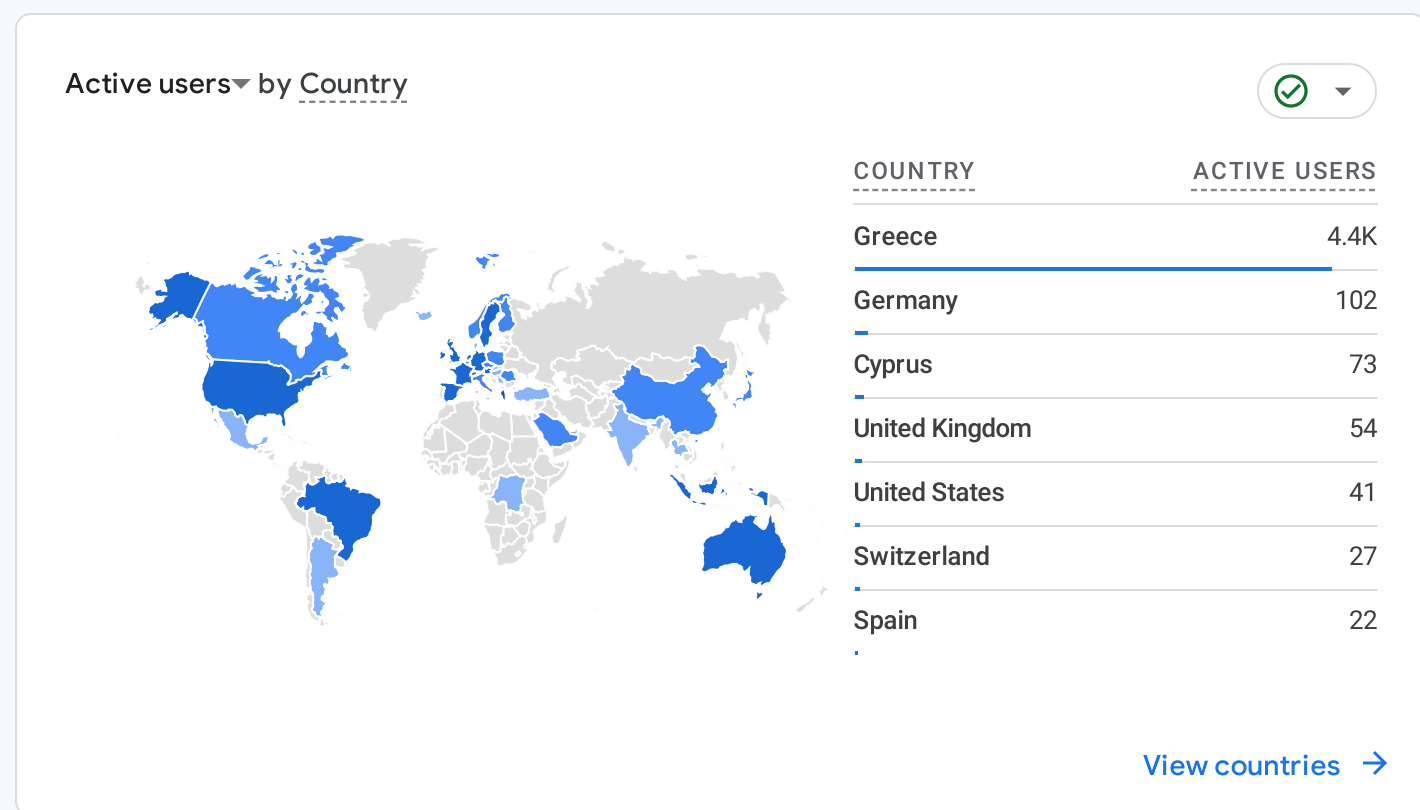 Active users by Country
COUNTRY ACTIVE USERS
Greece 4.4K
Germany 102
Cyprus 73
United Kingdom 54
United States 41
Switzerland 27
Spain 22
View countries